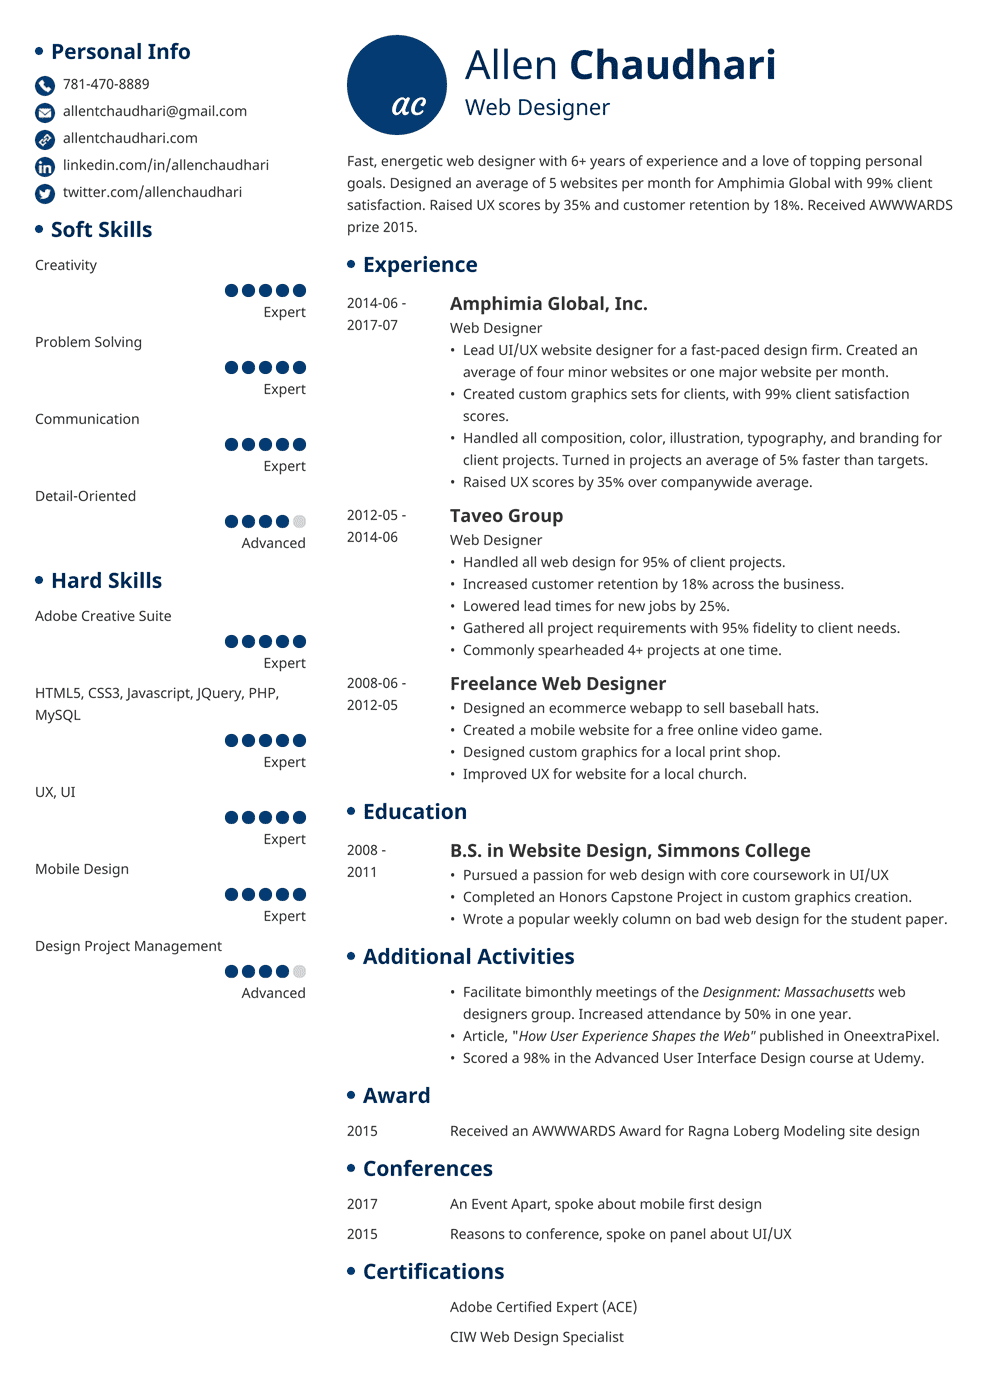 Personal Info
781-470-8889
allentchaudhari@gmail.com
allentchaudhari.com
linkedin.com/in/allenchaudhari
twitter.com/allenchaudhari
Soft Skills
Creativity
Expert
Problem Solving
Expert
Communication
Expert
Detail-Oriented
Advanced
Hard Skills
Adobe Creative Suite
Expert
HTML5, CSS3, Javascript, JQuery, PHP,
MySQL
Expert
UX, UI
Expert
Mobile Design
Expert
Design Project Management
Advanced
ac
Allen Chaudhari
Web Designer
Fast, energetic web designer with 6+ years of experience and a love of topping personal
goals. Designed an average of 5 websites per month for Amphimia Global with 99% client
satisfaction. Raised UX scores by 35% and customer retention by 18%. Received AWWWARDS
prize 2015.
Experience
2014-06 -
2017-07
Amphimia Global, Inc.
Web Designer
• Lead UI/UX website designer for a fast-paced design firm. Created an
average of four minor websites or one major website per month.
• Created custom graphics sets for clients, with 99% client satisfaction
scores.
• Handled all composition, color, illustration, typography, and branding for
client projects. Turned in projects an average of 5% faster than targets.
• Raised UX scores by 35% over companywide average.
2012-05 -
2014-06
Taveo Group
Web Designer
• Handled all web design for 95% of client projects.
• Increased customer retention by 18% across the business.
• Lowered lead times for new jobs by 25%.
• Gathered all project requirements with 95% fidelity to client needs.
• Commonly spearheaded 4+ projects at one time.
2008-06 -
2012-05
Freelance Web Designer
• Designed an ecommerce webapp to sell baseball hats.
• Created a mobile website for a free online video game.
• Designed custom graphics for a local print shop.
• Improved UX for website for a local church.
Education
2008 -
2011
B.S. in Website Design, Simmons College
• Pursued a passion for web design with core coursework in UI/UX
• Completed an Honors Capstone Project in custom graphics creation.
• Wrote a popular weekly column on bad web design for the student paper.
Additional Activities
• Facilitate bimonthly meetings of the Designment: Massachusetts web
designers group. Increased attendance by 50% in one year.
• Article, "How User Experience Shapes the Web" published in OneextraPixel.
• Scored a 98% in the Advanced User Interface Design course at Udemy.
Award
2015 Received an AWWWARDS Award for Ragna Loberg Modeling site design
Conferences
2017 An Event Apart, spoke about mobile first design
2015 Reasons to conference, spoke on panel about UI/UX
Certifications
Adobe Certified Expert (ACE)
CIW Web Design Specialist